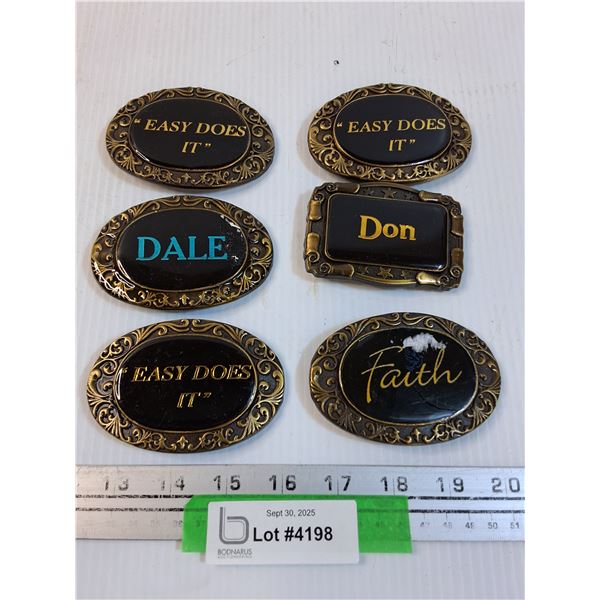 “ EASY DOES
IT ”
“ EASY DOES
IT ”
DALE
Don
“EASY DOES
IT”
Faith
13 14 15 16 17 18 19 20
Sept 30, 2025
Lot #4198
BODNARUS
AUCTIONEERING